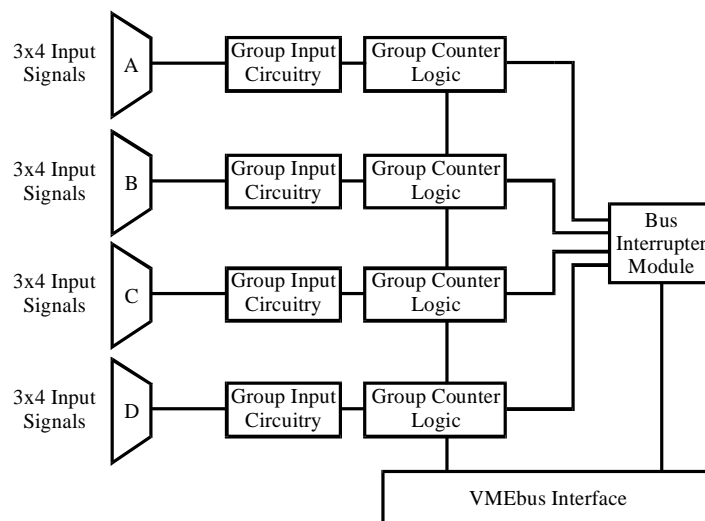 3x4 Input
Signals
A
Group Input
Circuitry
Group Counter
Logic
3x4 Input
Signals
B
Group Input
Circuitry
Group Counter
Logic
Bus
Interrupter
Module
3x4 Input
Signals
C
Group Input
Circuitry
Group Counter
Logic
3x4 Input
Signals
D
Group Input
Circuitry
Group Counter
Logic
VMEbus Interface